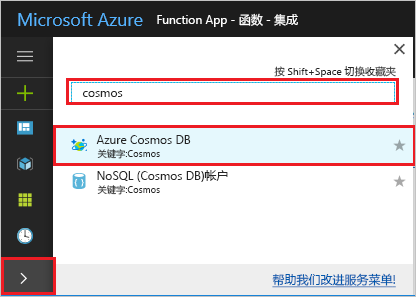 Microsoft Azure Function App - 函数 - 集成
按 Shift+Space 切换收藏夹
cosmos
Azure Cosmos DB
关键字:Cosmos
NoSQL (Cosmos DB)帐户
关键字:Cosmos
帮助我们改进服务菜单!